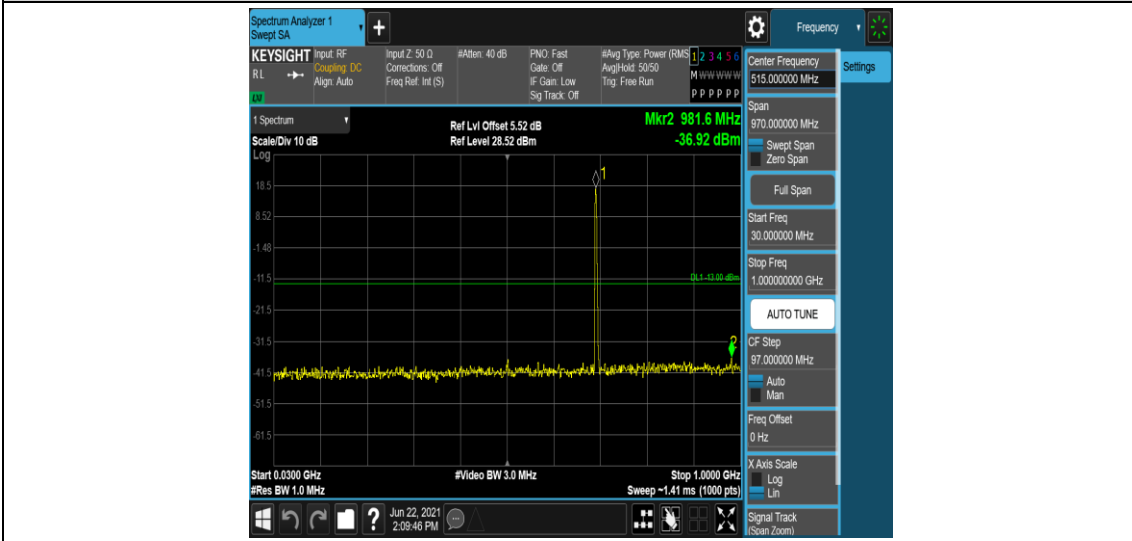 Spectrum Analyzer 1
Swept SA
+
Frequency
KEYSIGHT
RL
LNI
Input: RF
Coupling: DC
Align: Auto
Input Z: 50 Ω
Corrections: Off
Freq Ref: Int (S)
#Atten: 40 dB
PNO: Fast
Gate: Off
IF Gain: Low
Sig Track: Off
#Avg Type: Power (RMS
Avg|Hold: 50/50
Trig: Free Run
1 2 3 4 5 6
M W W W W W
P P P P P P
1 Spectrum
Scale/Div 10 dB
Log
Ref Lvl Offset 5.52 dB
Ref Level 28.52 dBm
Mkr2 981.6 MHz
-36.92 dBm
1
18.5
8.52
-1.48
-11.5
DL1 -13.00 dBm
-21.5
-31.5
2
-41.5
-51.5
-61.5
Start 0.0300 GHz
#Res BW 1.0 MHz
#Video BW 3.0 MHz
Stop 1.0000 GHz
Sweep ~1.41 ms (1000 pts)
?
Jun 22, 2021
2:09:46 PM
Center Frequency
515.000000 MHz
Settings
Span
970.000000 MHz
Swept Span
Zero Span
Full Span
Start Freq
30.000000 MHz
Stop Freq
1.000000000 GHz
AUTO TUNE
CF Step
97.000000 MHz
Auto
Man
Freq Offset
0 Hz
X Axis Scale
Log
Lin
Signal Track
(Span Zoom)